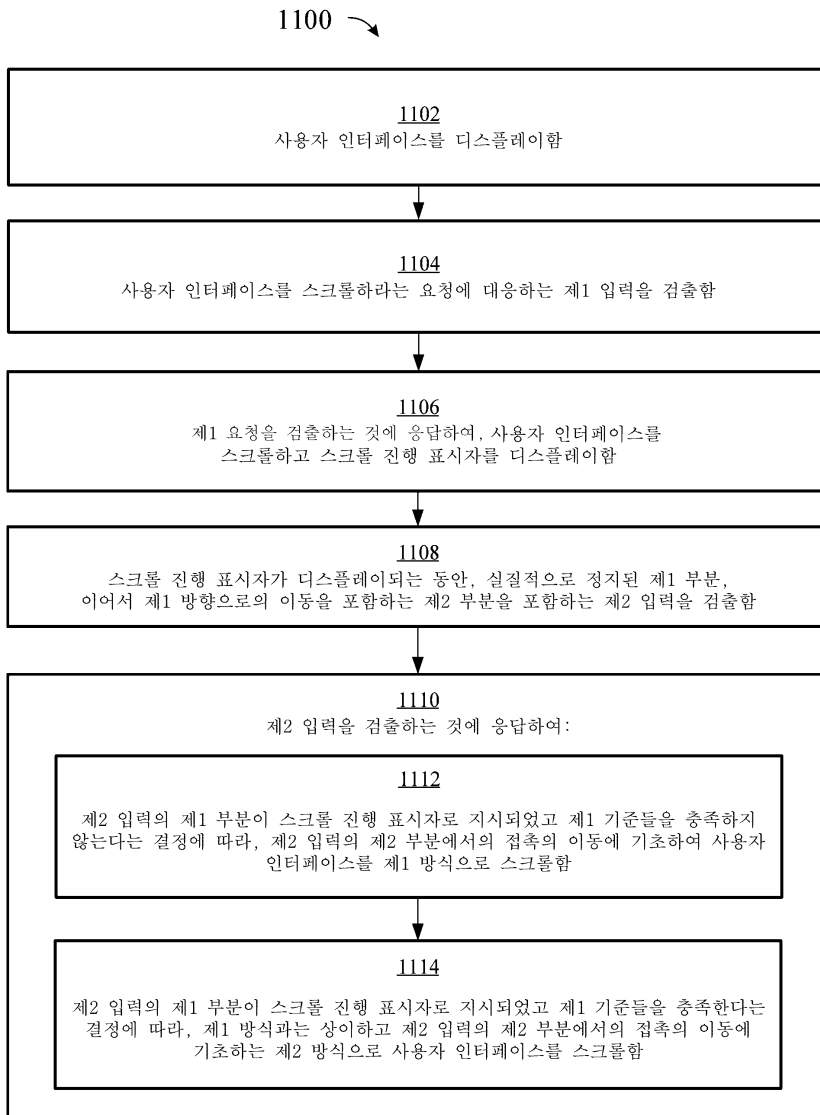 1100
1102
사용자 인터페이스를 디스플레이함
1104
사용자 인터페이스를 스크롤하라는 요청에 대응하는 제1 입력을 검출함
1106
제1 요청을 검출하는 것에 응답하여, 사용자 인터페이스를
스크롤하고 스크롤 진행 표시자를 디스플레이함
1108
스크롤 진행 표시자가 디스플레이되는 동안, 실질적으로 정지된 제1 부분,
이어서 제1 방향으로의 이동을 포함하는 제2 부분을 포함하는 제2 입력을 검출함
1110
제2 입력을 검출하는 것에 응답하여:
1112
제2 입력의 제1 부분이 스크롤 진행 표시자로 지시되었고 제1 기준들을 충족하지
않는다는 결정에 따라, 제2 입력의 제2 부분에서의 접촉의 이동에 기초하여 사용자
인터페이스를 제1 방식으로 스크롤함
1114
제2 입력의 제1 부분이 스크롤 진행 표시자로 지시되었고 제1 기준들을 충족한다는
결정에 따라, 제1 방식과는 상이하고 제2 입력의 제2 부분에서의 접촉의 이동에
기초하는 제2 방식으로 사용자 인터페이스를 스크롤함